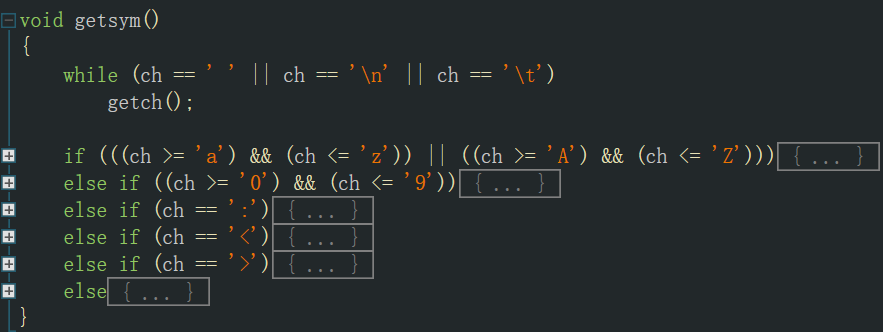 void getsym()
{
    while (ch == ' ' || ch == '\n' || ch == '\t')
        getch();
    if (((ch >= 'a') && (ch <= 'z')) || ((ch >= 'A') && (ch <= 'Z'))) { ... }
    else if ((ch >= '0') && (ch <= '9')) { ... }
    else if (ch == ':') { ... }
    else if (ch == '<') { ... }
    else if (ch == '>') { ... }
    else { ... }
}